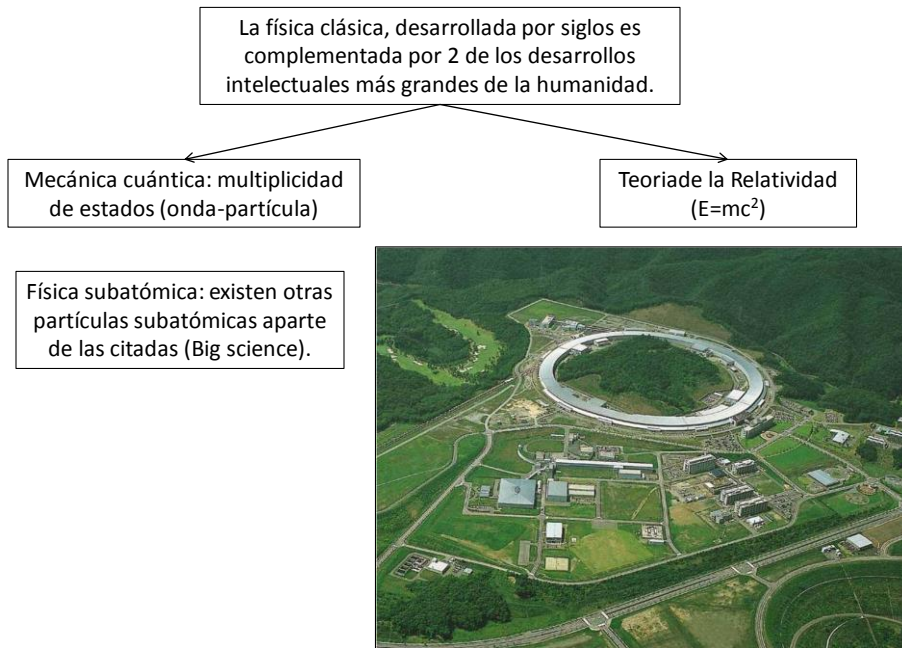 La física clásica, desarrollada por siglos es
complementada por 2 de los desarrollos
intelectuales más grandes de la humanidad.
Mecánica cuántica: multiplicidad
de estados (onda-partícula)
Teoriade la Relatividad
(E=mc²)
Física subatómica: existen otras
partículas subatómicas aparte
de las citadas (Big science).